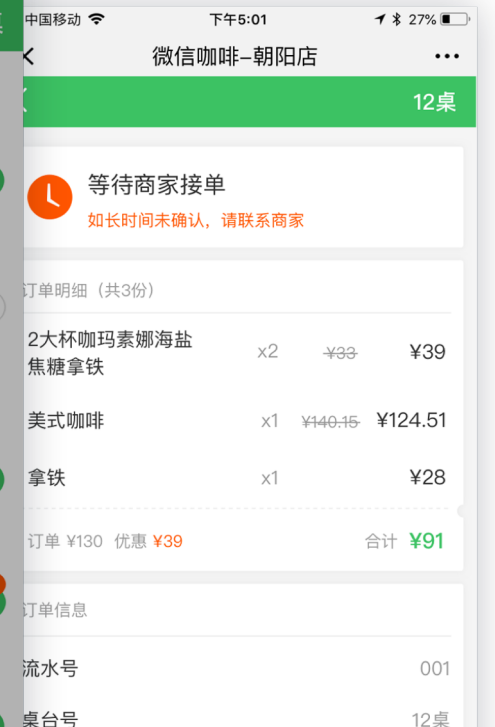 中国移动 下午5:01 27%
微信咖啡–朝阳店
12桌
等待商家接单
如长时间未确认，请联系商家
订单明细（共3份）
2大杯咖玛素娜海盐 x2 ¥33 ¥39
焦糖拿铁
美式咖啡 x1 ¥140.15 ¥124.51
拿铁 x1 ¥28
订单 ¥130 优惠 ¥39 合计 ¥91
订单信息
流水号 001
桌台号 12桌